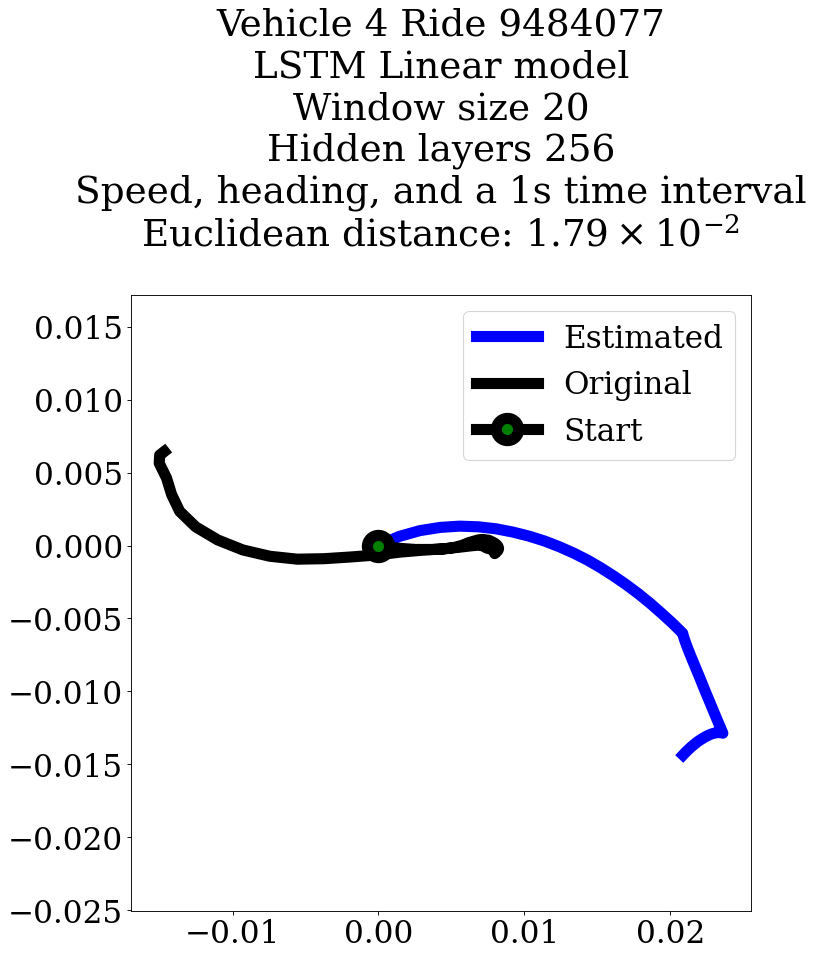 Vehicle 4 Ride 9484077
LSTM Linear model
Window size 20
Hidden layers 256
Speed, heading, and a 1s time interval
Euclidean distance: 1.79 × 10⁻²
Estimated
Original
Start
0.015
0.010
0.005
0.000
−0.005
−0.010
−0.015
−0.020
−0.025
−0.01 0.00 0.01 0.02